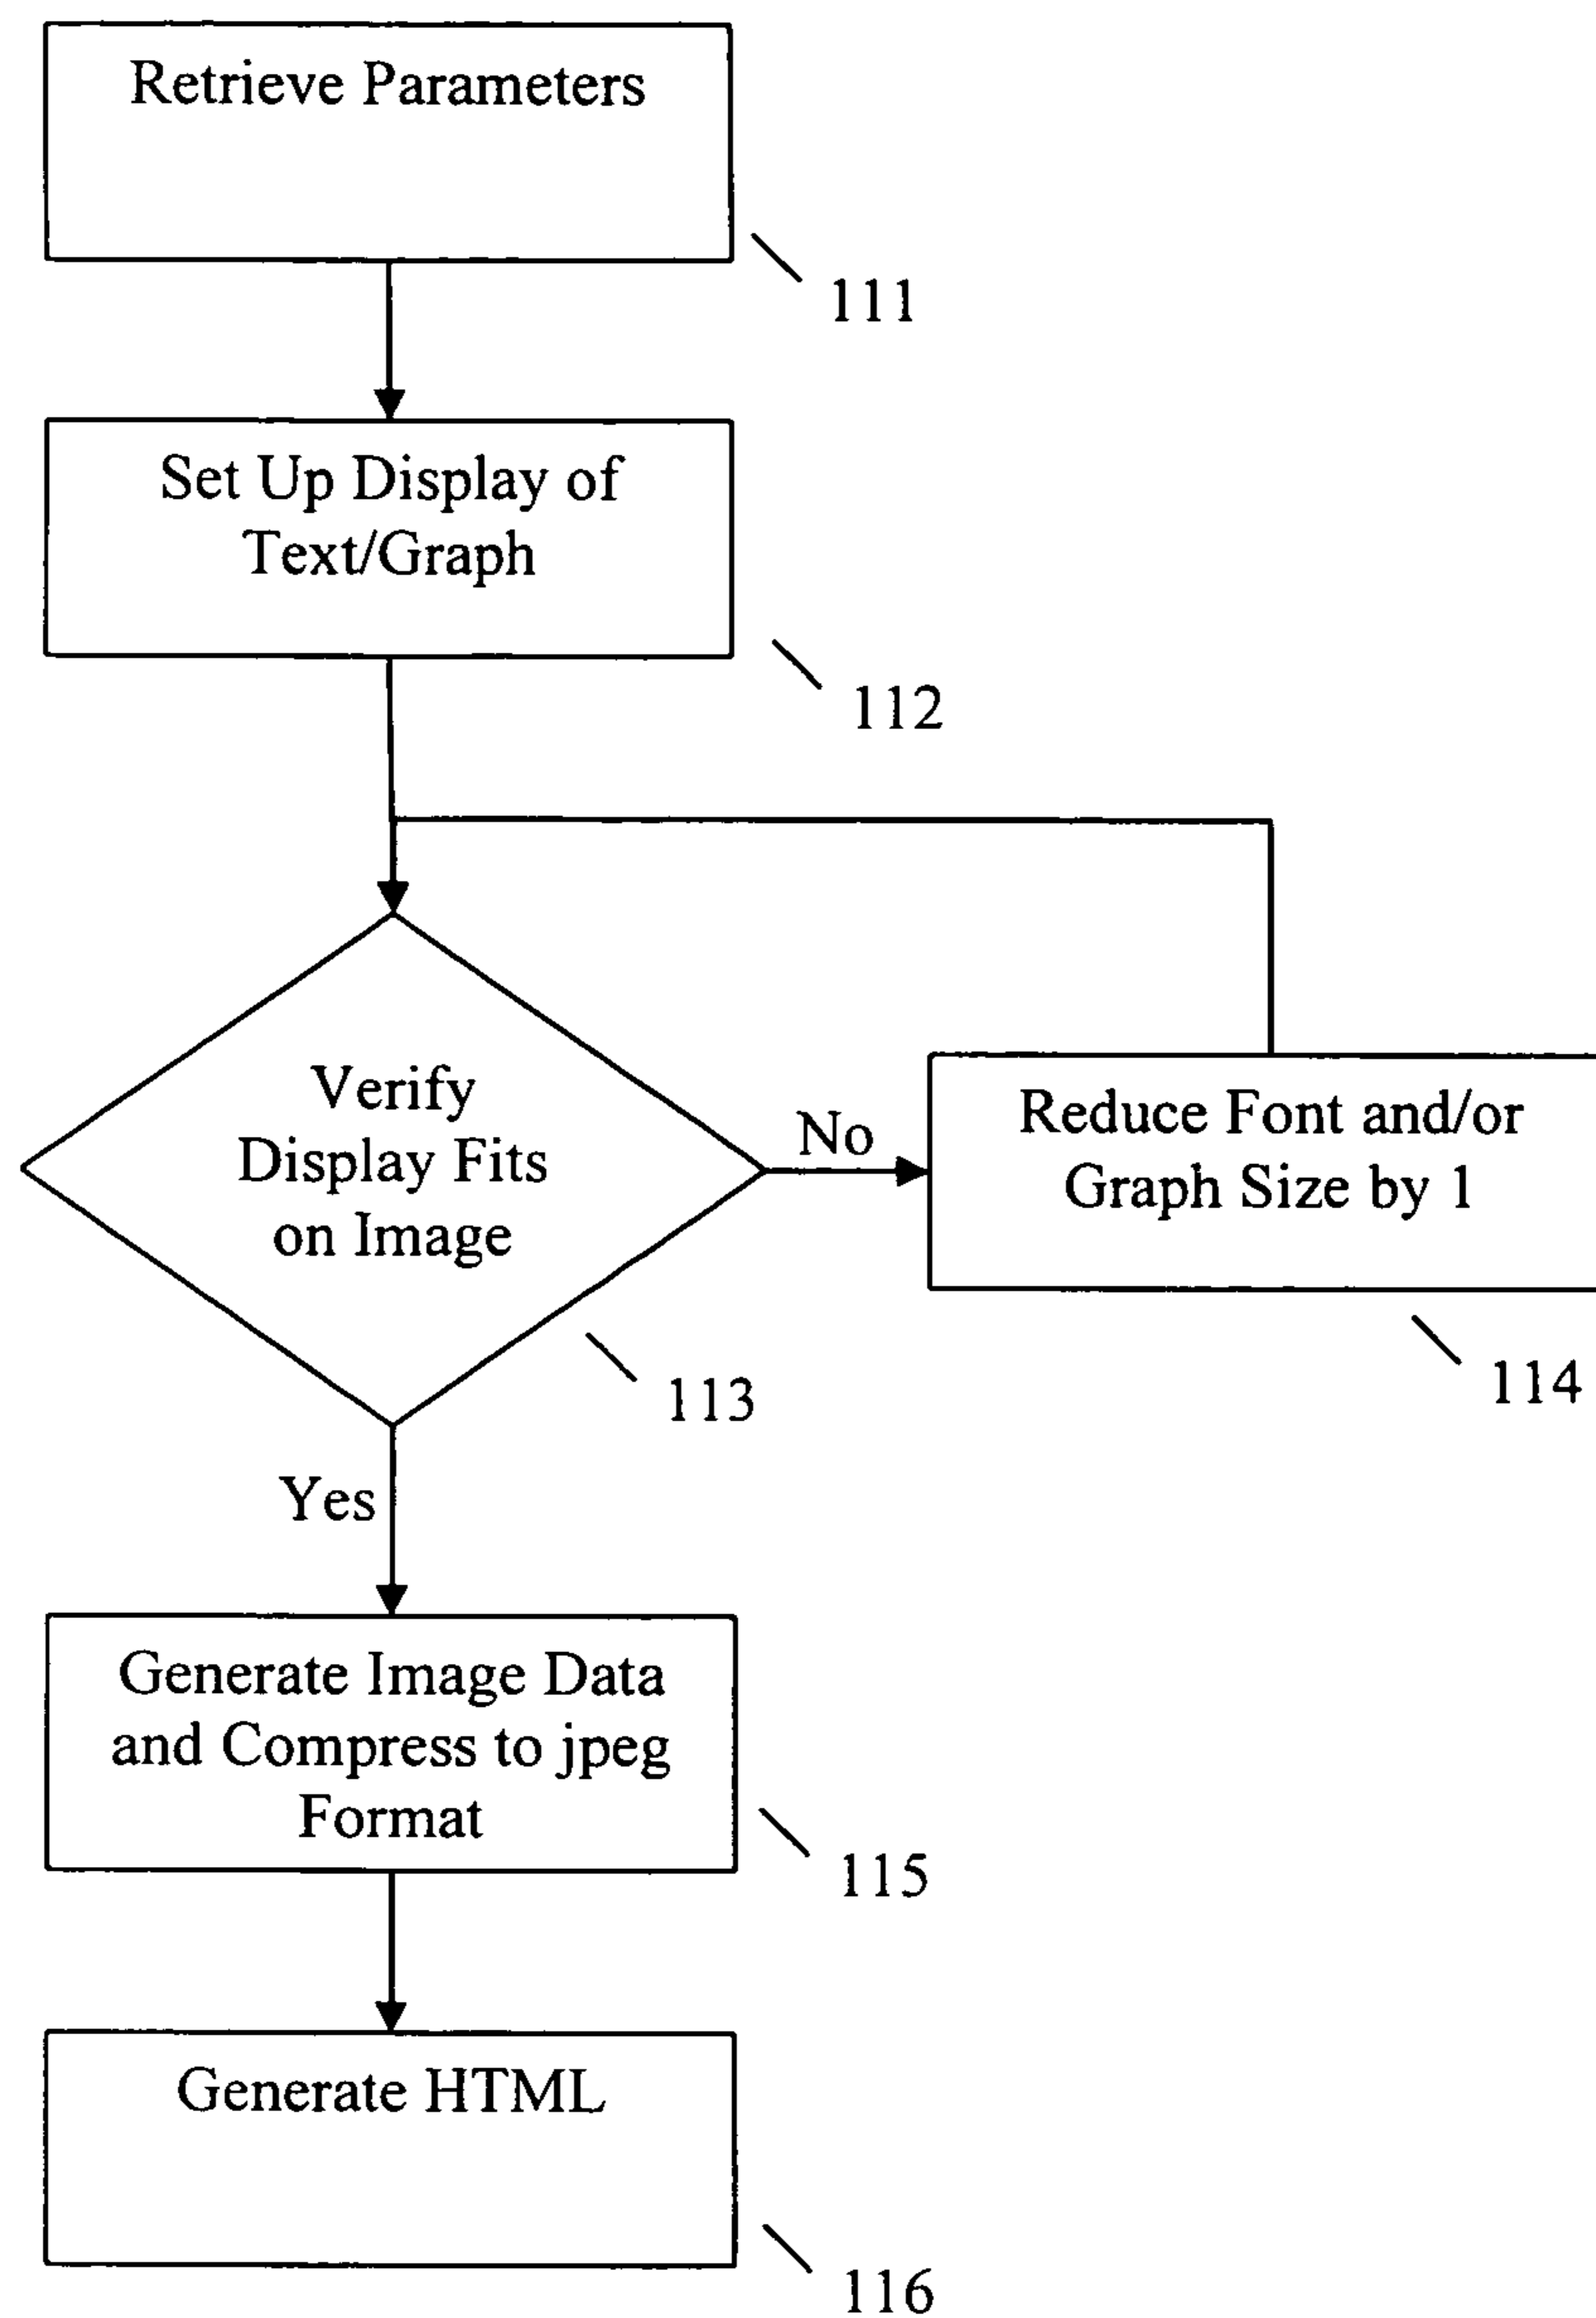 Retrieve Parameters
111
Set Up Display of
Text/Graph
112
Verify
Display Fits
on Image
113
No
Reduce Font and/or
Graph Size by 1
114
Yes
Generate Image Data
and Compress to jpeg
Format
115
Generate HTML
116